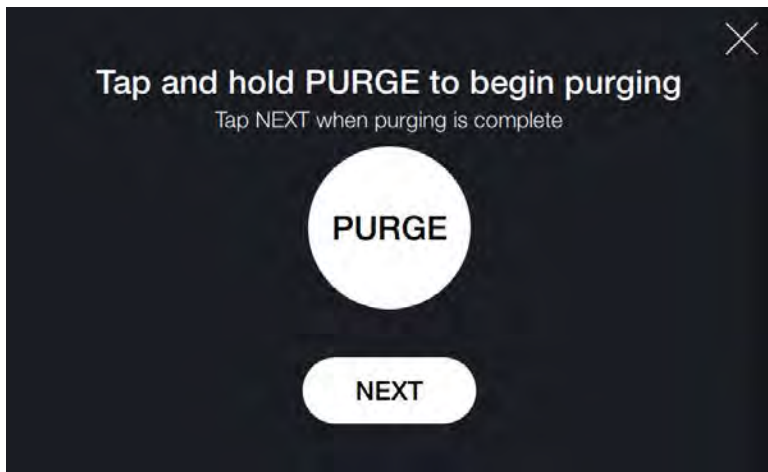 Tap and hold PURGE to begin purging
Tap NEXT when purging is complete
PURGE
NEXT